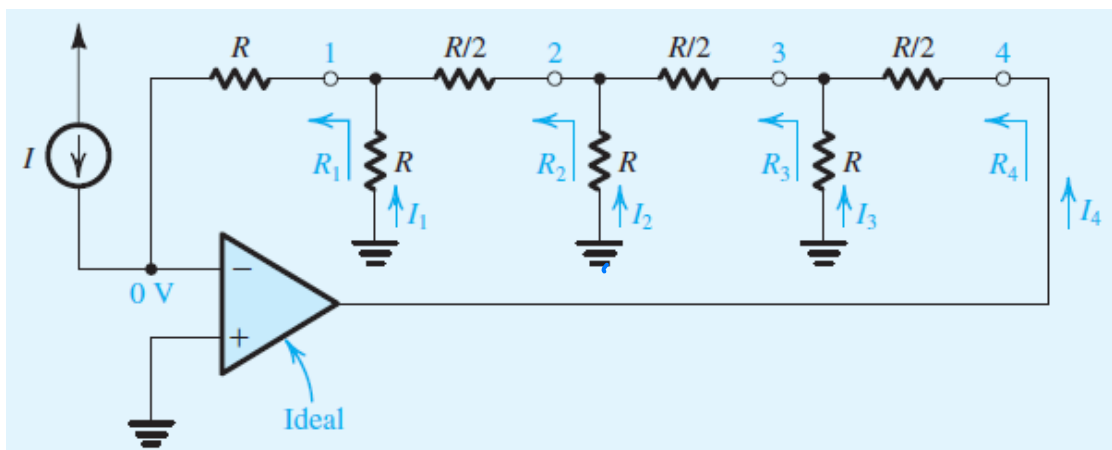 R 1 R/2 2 R/2 3 R/2 4
I R₁ R R₂ R R₃ R R₄
I₁ I₂ I₃ I₄
0 V −
+
Ideal